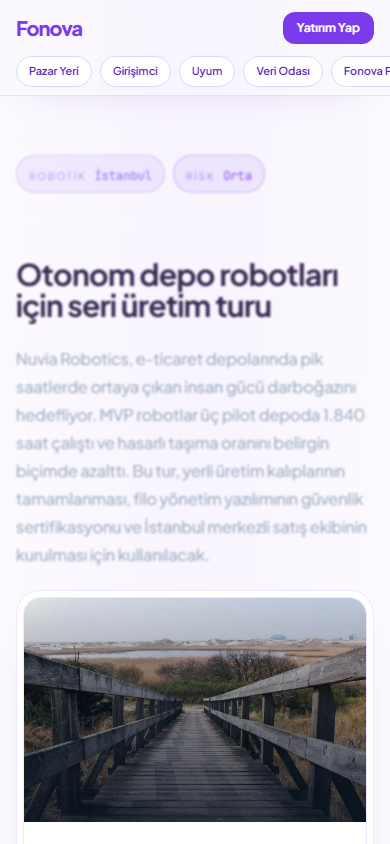 Fonova
Yatırım Yap
Pazar Yeri
Girişimci
Uyum
Veri Odası
Fonova P
ROBOTİK İstanbul
RİSK Orta
Otonom depo robotları
için seri üretim turu
Nuvia Robotics, e-ticaret depolarında pik
saatlerde ortaya çıkan insan gücü darboğazını
hedefliyor. MVP robotlar üç pilot depoda 1.840
saat çalıştı ve hasarlı taşıma oranını belirgin
biçimde azalttı. Bu tur, yerli üretim kalıplarının
tamamlanması, filo yönetim yazılımının güvenlik
sertifikasyonu ve İstanbul merkezli satış ekibinin
kurulması için kullanılacak.